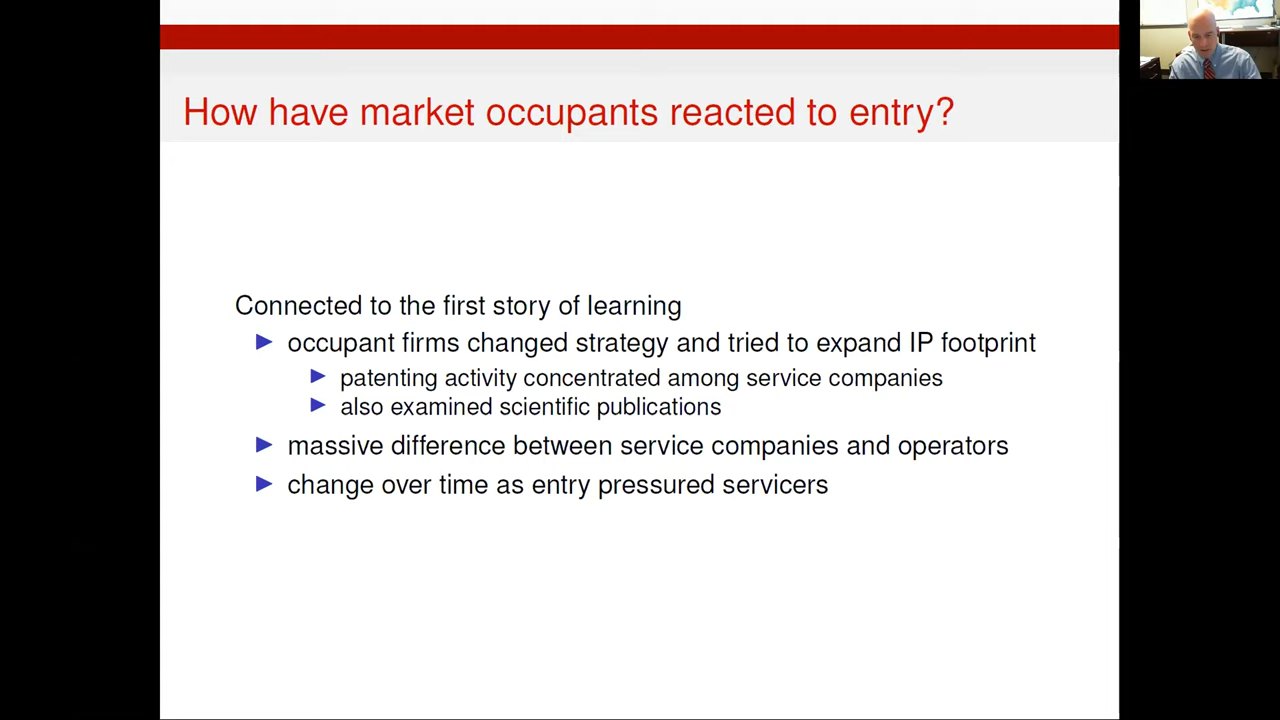 How have market occupants reacted to entry?
Connected to the first story of learning
occupant firms changed strategy and tried to expand IP footprint
patenting activity concentrated among service companies
also examined scientific publications
massive difference between service companies and operators
change over time as entry pressured servicers